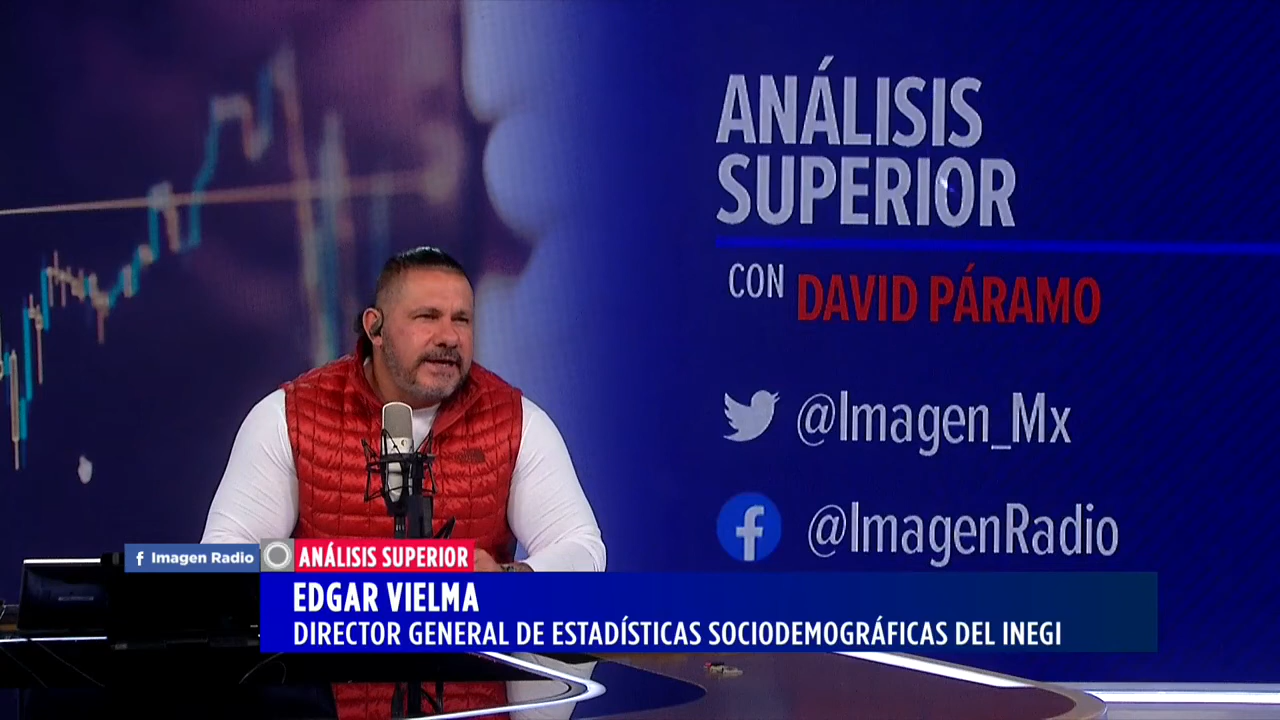 ANÁLISIS
SUPERIOR
CON DAVID PÁRAMO
@Imagen_Mx
@ImagenRadio
Imagen Radio
ANÁLISIS SUPERIOR
EDGAR VIELMA
DIRECTOR GENERAL DE ESTADÍSTICAS SOCIODEMOGRÁFICAS DEL INEGI